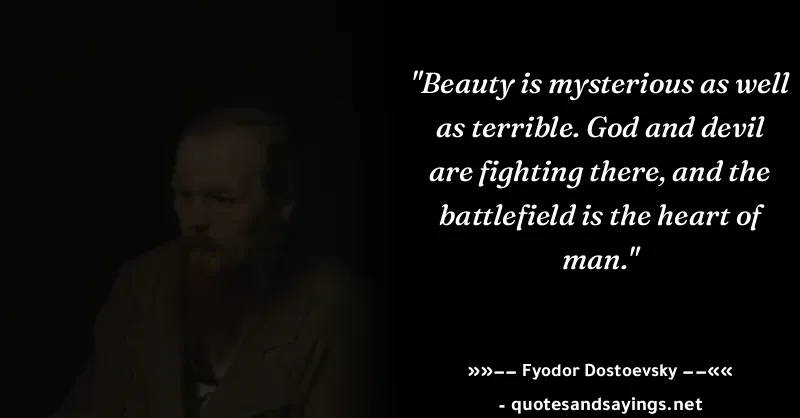 "Beauty is mysterious as well
as terrible. God and devil
are fighting there, and the
battlefield is the heart of
man."
»»−− Fyodor Dostoevsky −−««
- quotesandsayings.net